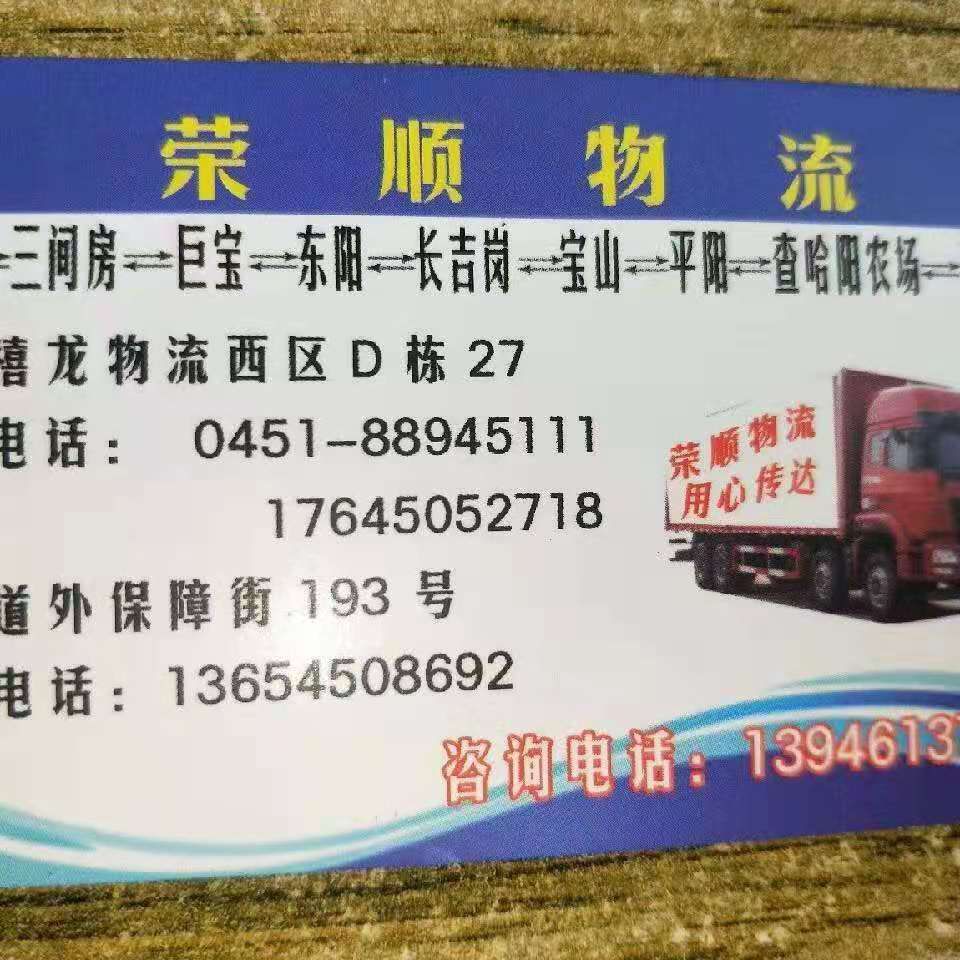 荣顺物流
三间房⇌巨宝⇌东阳⇌长吉岗⇌宝山⇌平阳⇌查哈阳农场
禧龙物流西区D栋27
电话：0451-88945111
17645052718
荣顺物流
用心传达
道外保障街193号
电话：13654508692
咨询电话：1394613